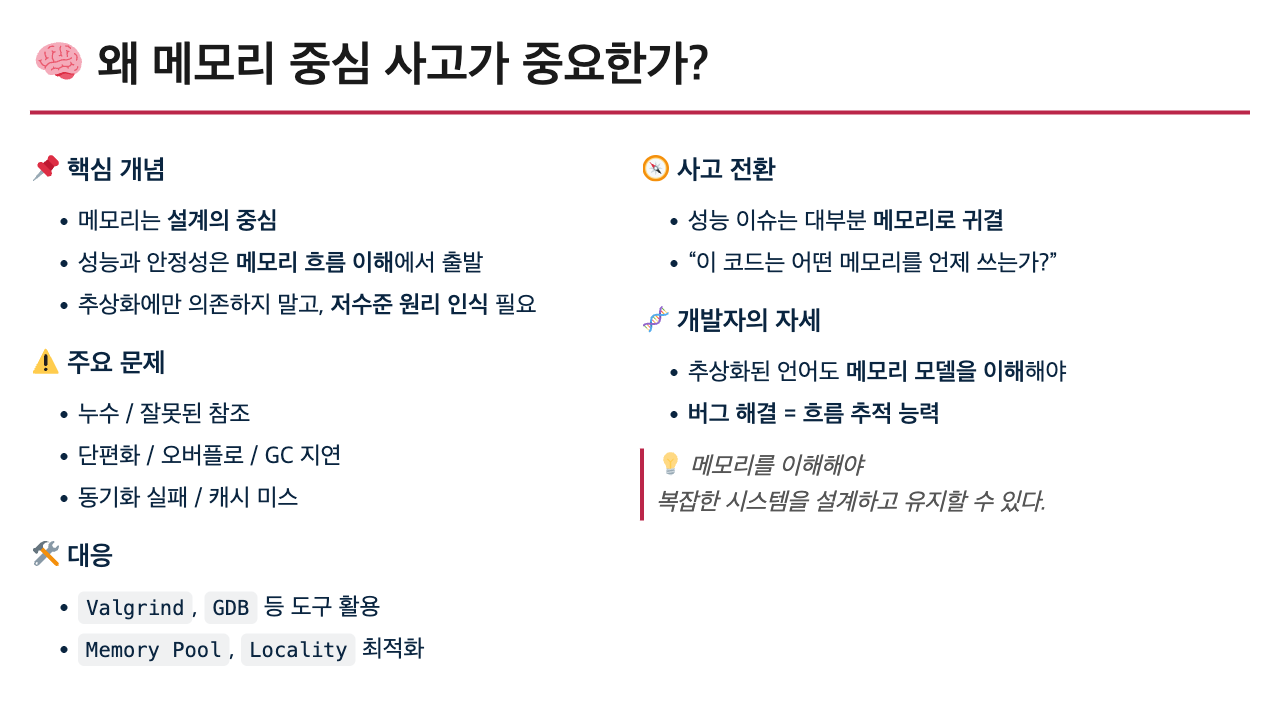 🧠 왜 메모리 중심 사고가 중요한가?
📌 핵심 개념
• 메모리는 설계의 중심
• 성능과 안정성은 메모리 흐름 이해에서 출발
• 추상화에만 의존하지 말고, 저수준 원리 인식 필요
⚠️ 주요 문제
• 누수 / 잘못된 참조
• 단편화 / 오버플로 / GC 지연
• 동기화 실패 / 캐시 미스
🛠️ 대응
• Valgrind, GDB 등 도구 활용
• Memory Pool, Locality 최적화
🧭 사고 전환
• 성능 이슈는 대부분 메모리로 귀결
• “이 코드는 어떤 메모리를 언제 쓰는가?”
🧬 개발자의 자세
• 추상화된 언어도 메모리 모델을 이해해야
• 버그 해결 = 흐름 추적 능력
💡 메모리를 이해해야
복잡한 시스템을 설계하고 유지할 수 있다.